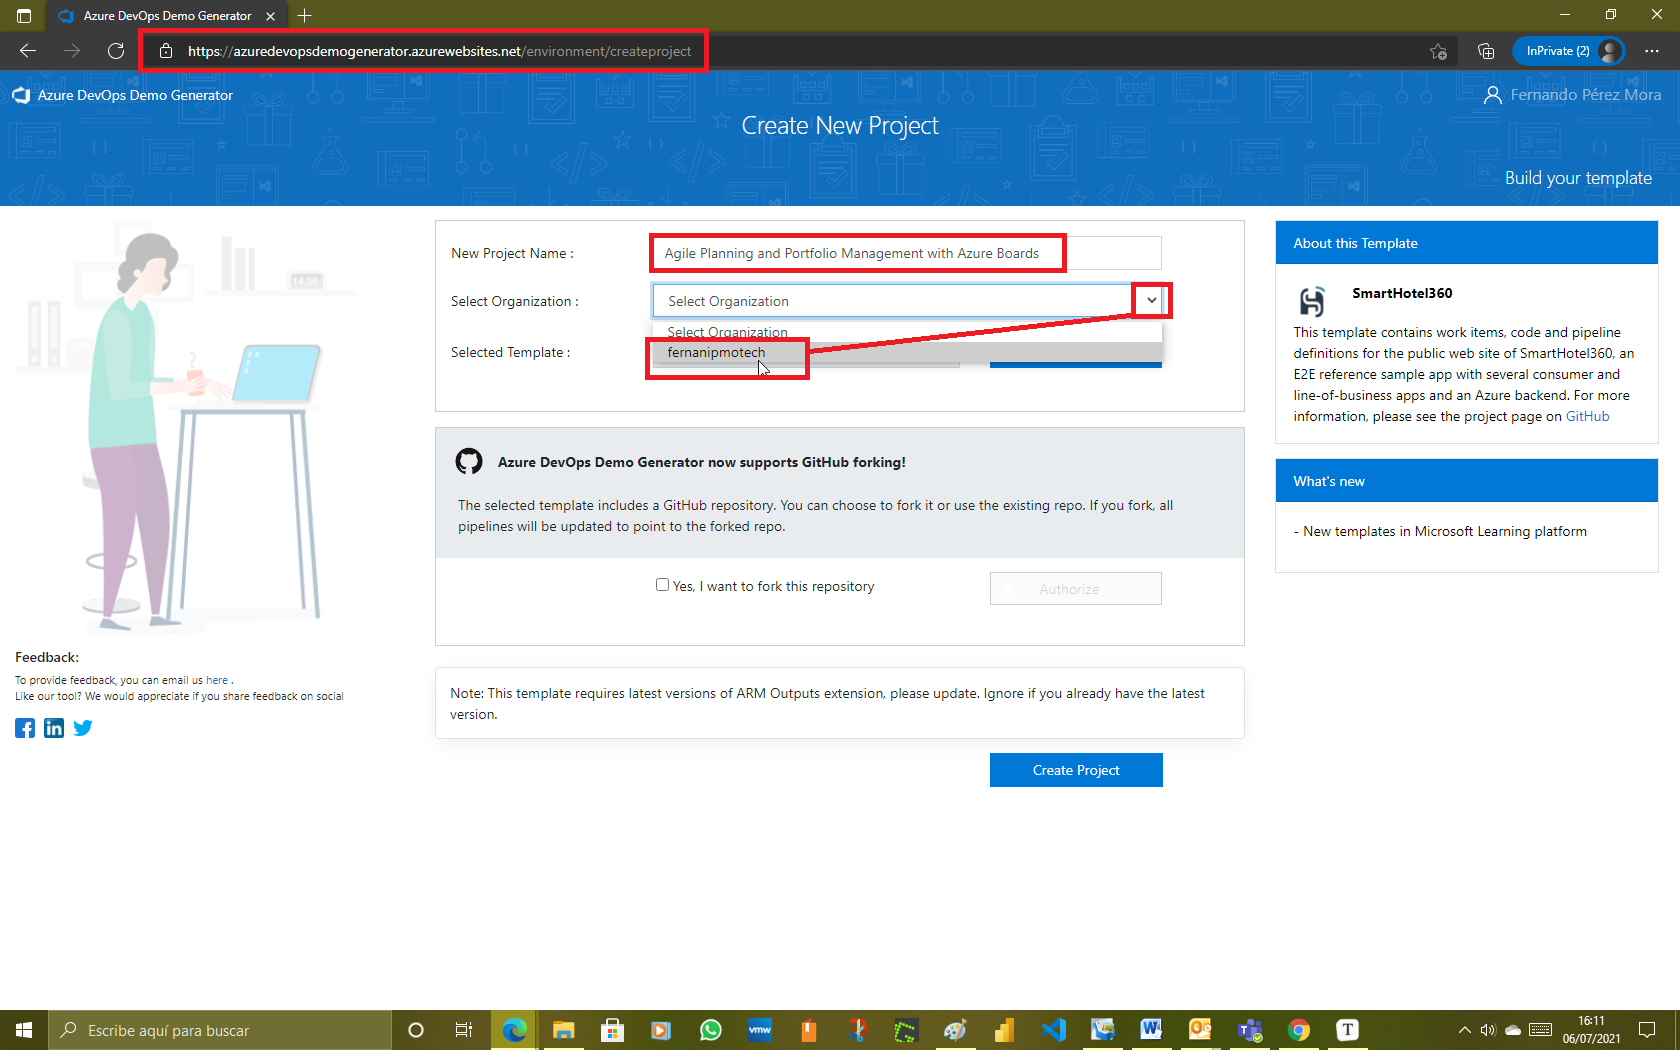 Azure DevOps Demo Generator
https://azuredevopsdemogenerator.azurewebsites.net/environment/createproject
InPrivate (2)
Azure DevOps Demo Generator
Fernando Pérez Mora
Create New Project
Build your template
New Project Name :
Agile Planning and Portfolio Management with Azure Boards
Select Organization :
Select Organization
Select Organization
Selected Template :
fernanipmotech
About this Template
SmartHotel360
This template contains work items, code and pipeline
definitions for the public web site of SmartHotel360, an
E2E reference sample app with several consumer and
line-of-business apps and an Azure backend. For more
information, please see the project page on GitHub
What's new
- New templates in Microsoft Learning platform
14.30
Azure DevOps Demo Generator now supports GitHub forking!
The selected template includes a GitHub repository. You can choose to fork it or use the existing repo. If you fork, all
pipelines will be updated to point to the forked repo.
Yes, I want to fork this repository
Authorize
Feedback:
To provide feedback, you can email us here .
Like our tool? We would appreciate if you share feedback on social
Note: This template requires latest versions of ARM Outputs extension, please update. Ignore if you already have the latest
version.
Create Project
Escribe aquí para buscar
vmw
16:11
06/07/2021